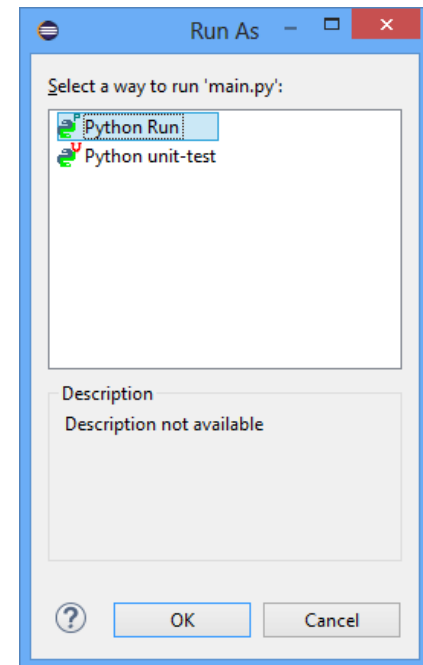 Run As
Select a way to run 'main.py':
Python Run
Python unit-test
Description
Description not available
?
OK
Cancel